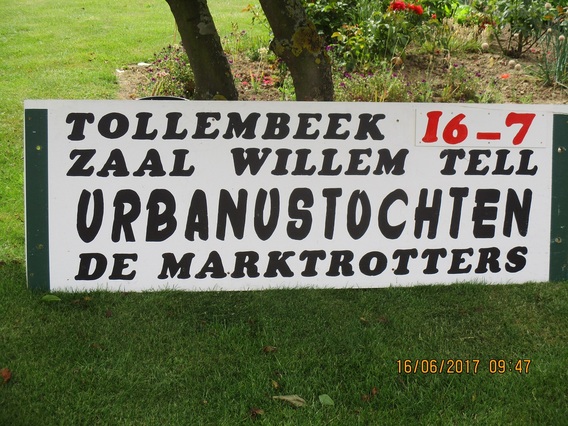 TOLLEMBEEK 16-7
ZAAL WILLEM TELL
URBANUSTOCHTEN
DE MARKTROTTERS
16/06/2017 09:47